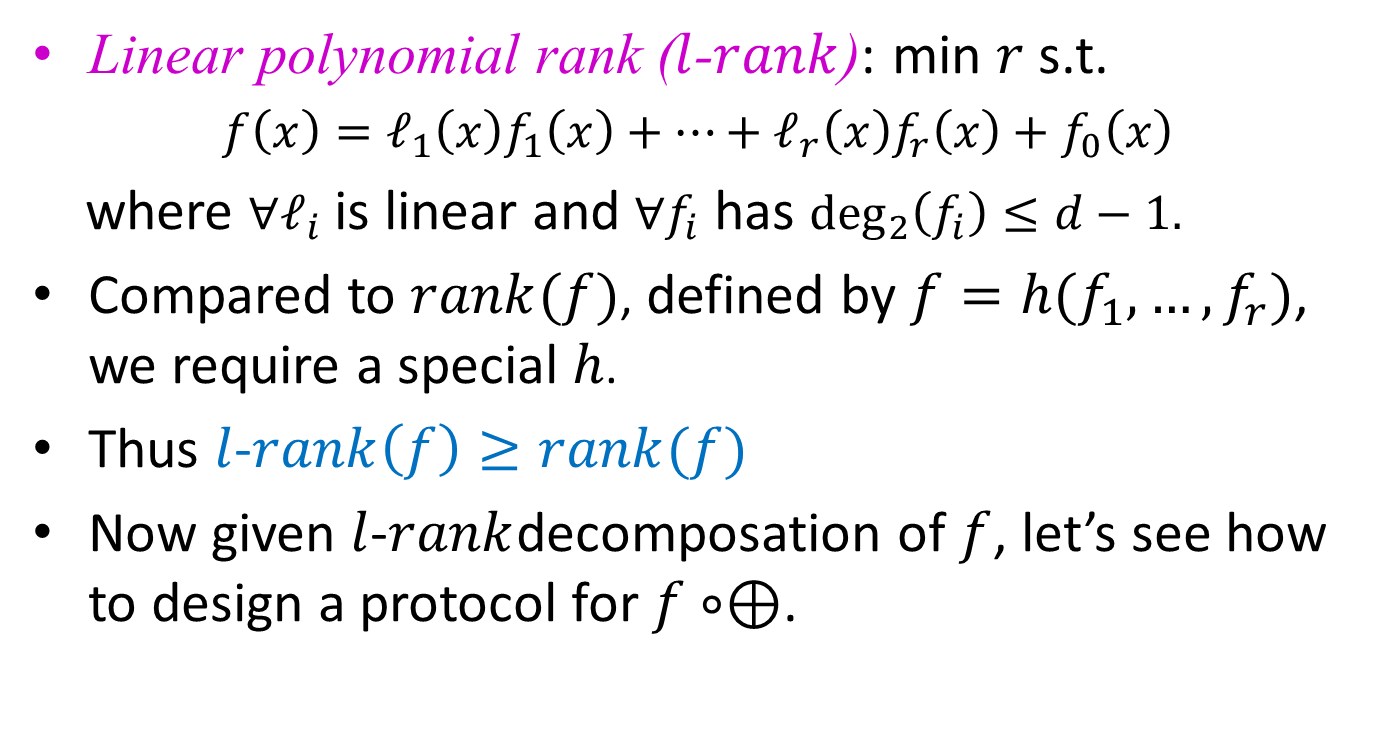 • Linear polynomial rank (l-rank): min r s.t.
f(x) = ℓ₁(x)f₁(x) + ⋯ + ℓᵣ(x)fᵣ(x) + f₀(x)
where ∀ℓᵢ is linear and ∀fᵢ has deg₂(fᵢ) ≤ d − 1.
• Compared to rank(f), defined by f = h(f₁, … , fᵣ),
we require a special h.
• Thus l-rank(f) ≥ rank(f)
• Now given l-rank decomposation of f, let’s see how
to design a protocol for f ∘⊕.